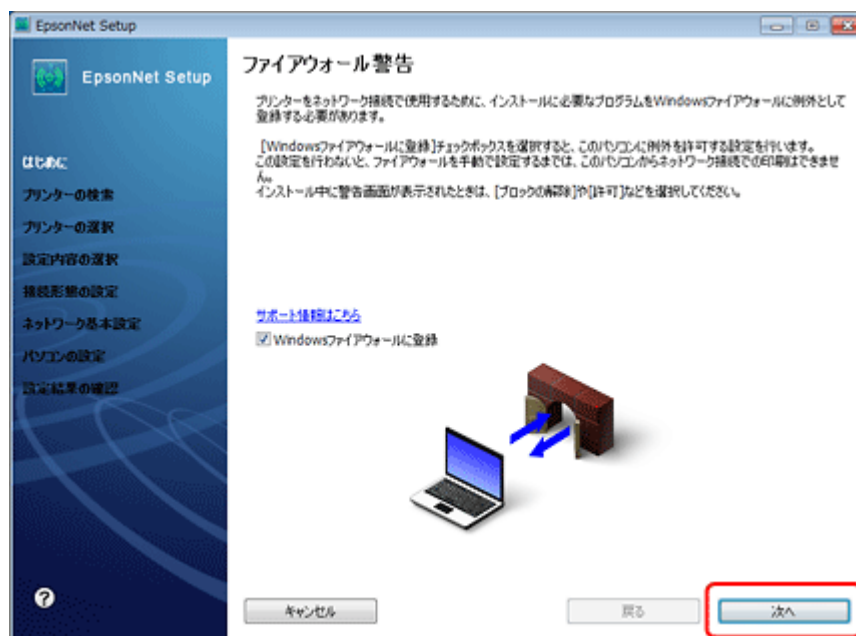 EpsonNet Setup
EpsonNet Setup
はじめに
プリンターの検索
プリンターの選択
設定内容の選択
接続形態の設定
ネットワーク基本設定
パソコンの設定
設定結果の確認
ファイアウォール警告
プリンターをネットワーク接続で使用するために、インストールに必要なプログラムをWindowsファイアウォールに例外として
登録する必要があります。
[Windowsファイアウォールに登録]チェックボックスを選択すると、このパソコンに例外を許可する設定を行います。
この設定を行わないと、ファイアウォールを手動で設定するまでは、このパソコンからネットワーク接続での印刷はできませ
ん。
インストール中に警告画面が表示されたときは、[ブロックの解除]や[許可]などを選択してください。
サポート情報はこちら
Windowsファイアウォールに登録
?
キャンセル
戻る
次へ